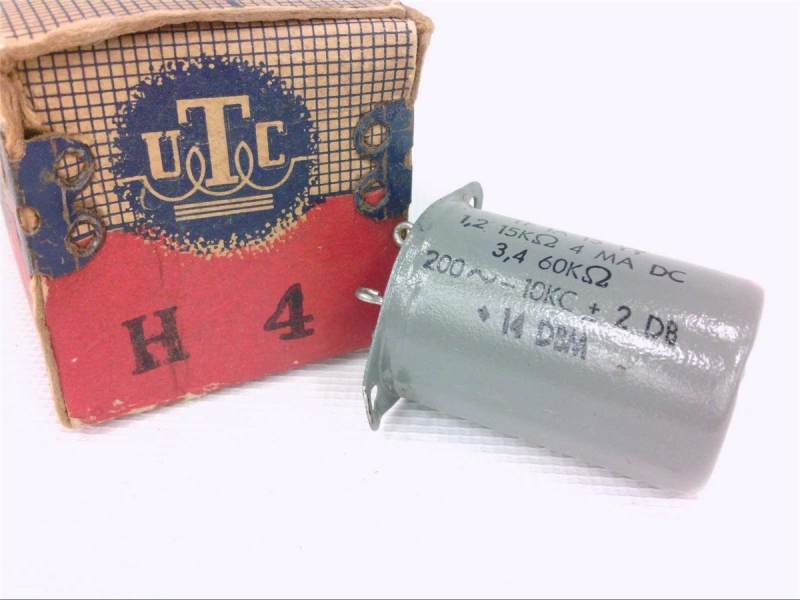 UTC
H 4
1,2 15KΩ 4 MA DC
3,4 60KΩ
200~-10KC ± 2 DB
+14 DBM